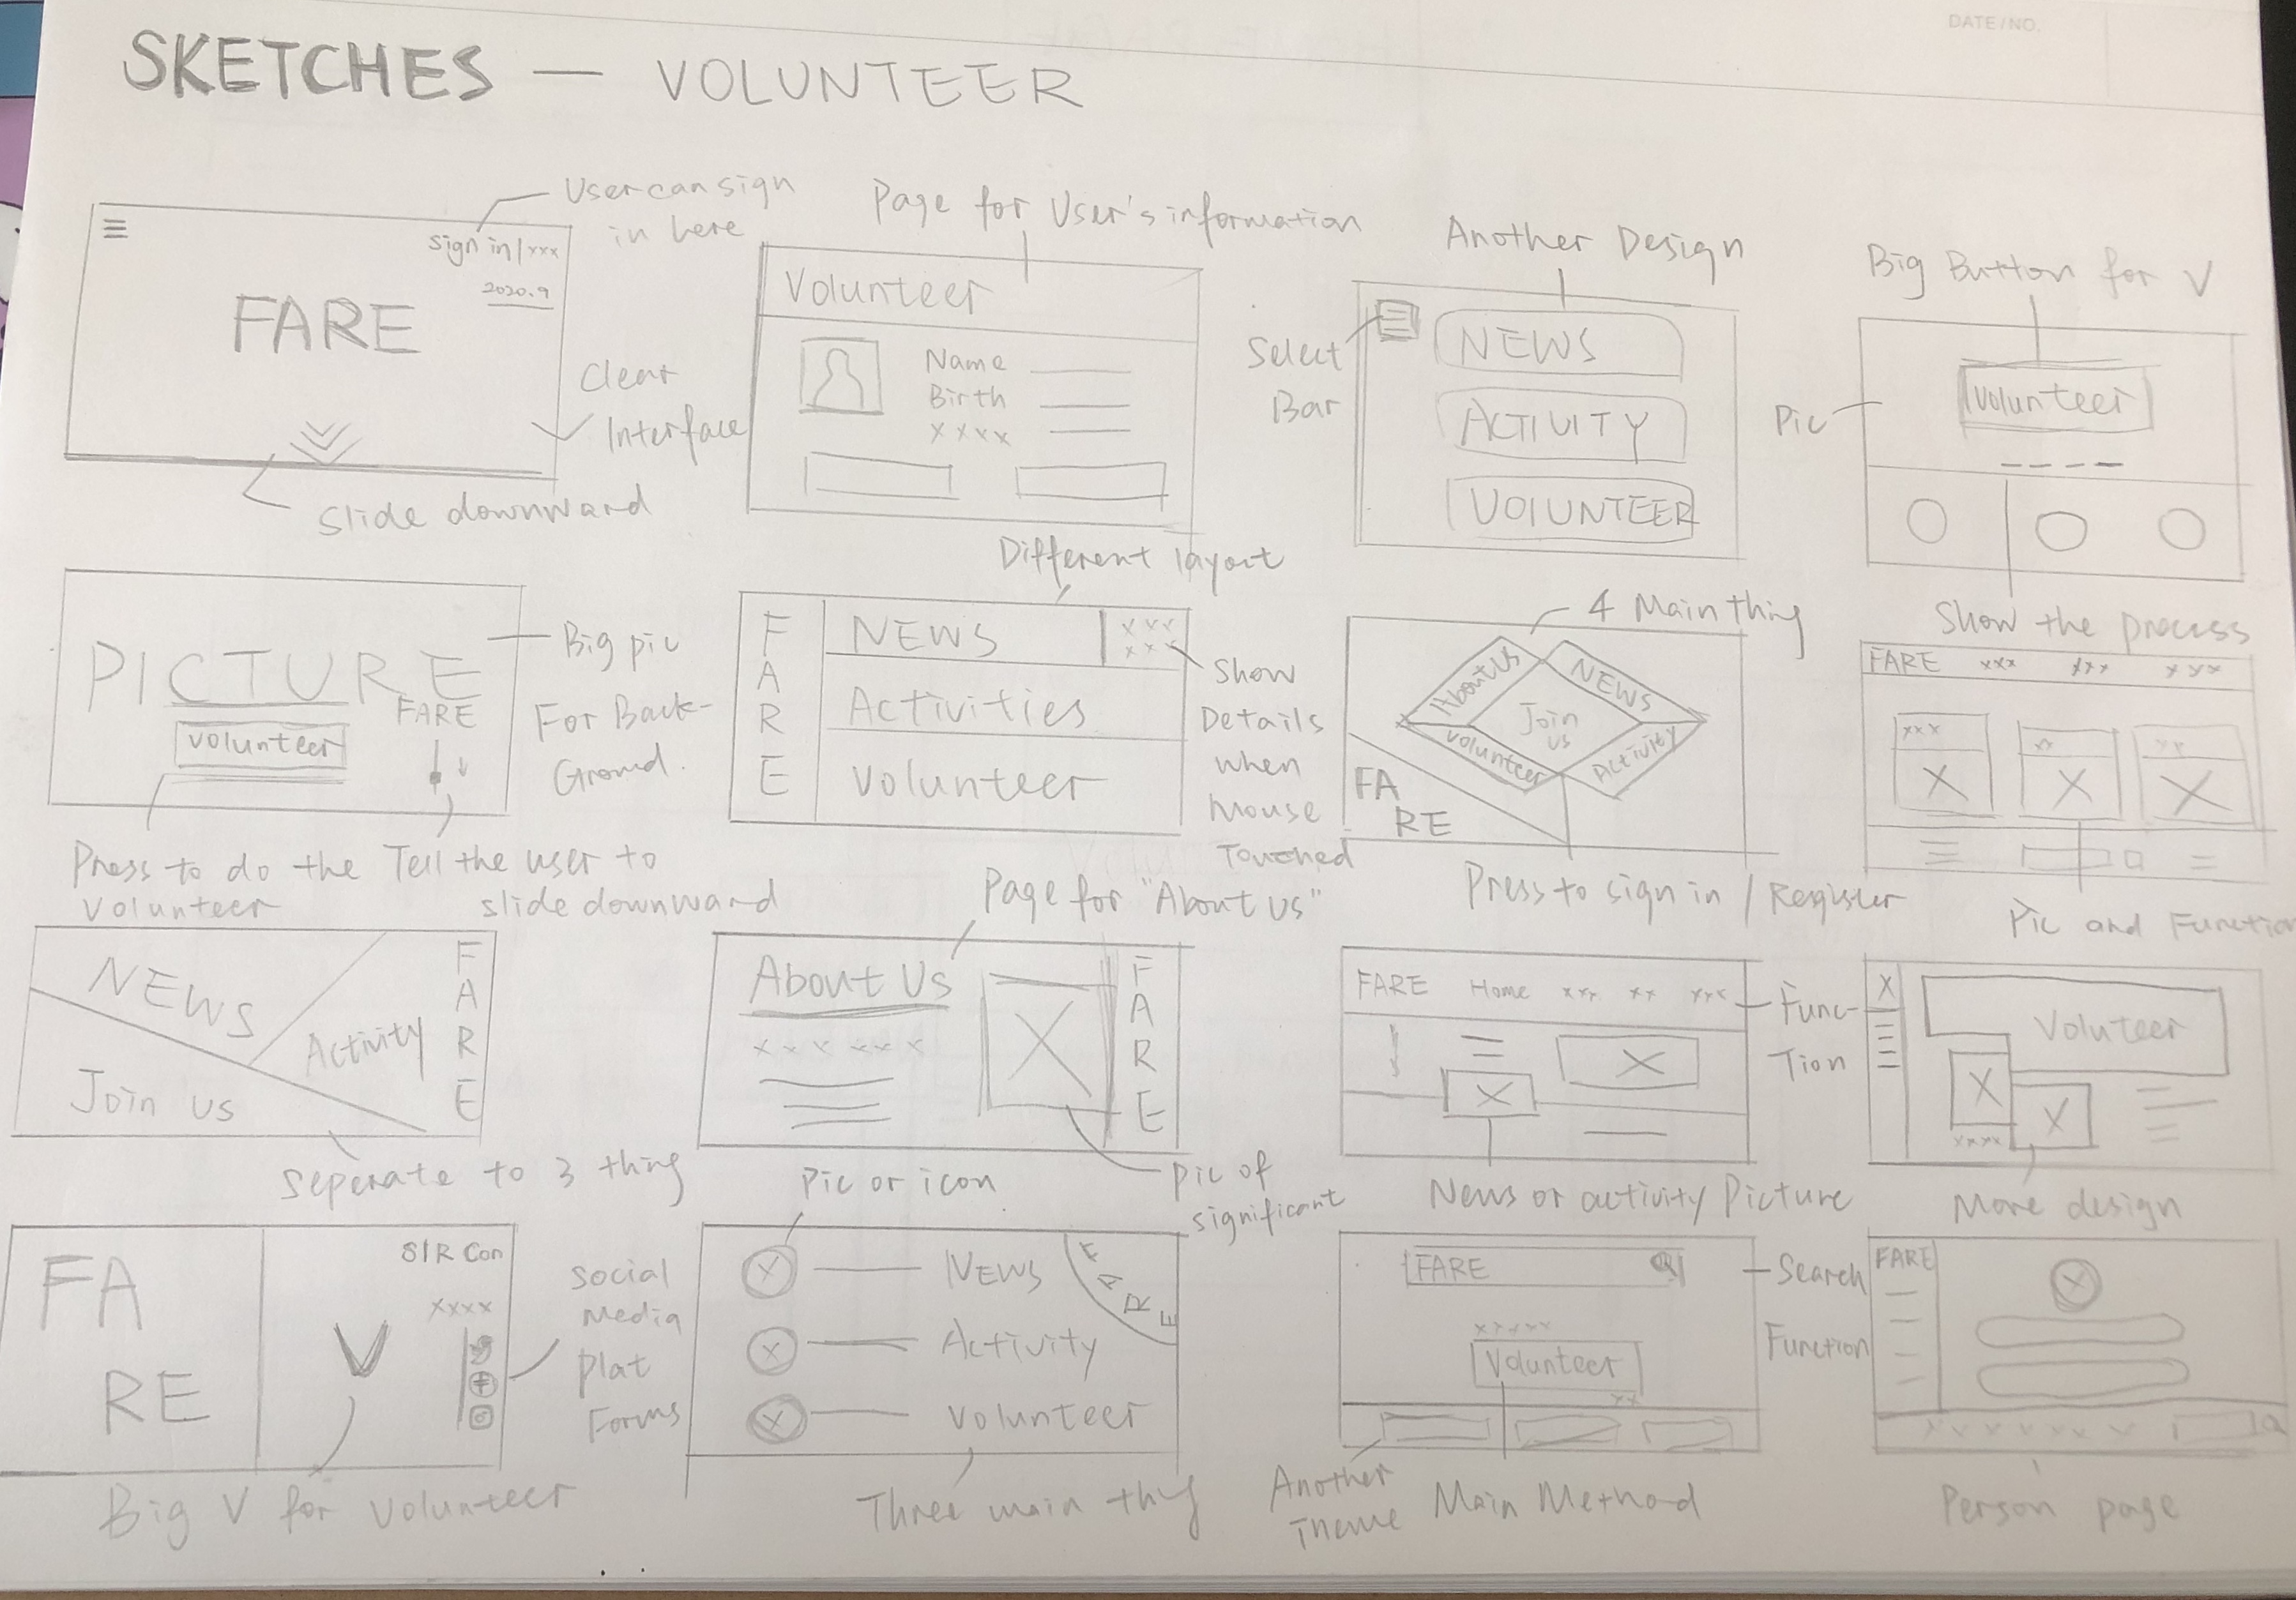 DATE/NO.
SKETCHES — VOLUNTEER
User can sign
in here
sign in/xxx
2020.9
FARE
Clear
Interface
Slide downward
Page for User's information
Volunteer
Name
Birth
xxxx
Another Design
Select
Bar
NEWS
ACTIVITY
VOLUNTEER
Big Button for V
Pic
Volunteer
Show the process
PICTURE
FARE
volunteer
Big pic
For Back-
Ground.
Press to do the
volunteer
Tell the user to
slide downward
Different layout
FARE
NEWS
xxx
xxx
Activities
Volunteer
Show
Details
when
Mouse
Touched
4 Main thing
About Us
NEWS
Join
us
Volunteer
Activity
FA
RE
Press to sign in / Register
FARE xxx xxx xxx
xxx
xx
xx
X X X
Pic and Function
NEWS
Activity
Join us
FARE
Seperate to 3 thing
Page for "About us"
About Us
xxxxxx
X
FARE
Pic of
significant
FARE Home xxx xx xxx
X
X
Func-
Tion
News or activity Picture
X
Voluteer
X
X
xxxx
More design
FA
RE
S/R Con
xxxx
V
Social
Media
Plat
Forms
Big V for volunteer
Pic or icon
X NEWS
X Activity
X Volunteer
FARE
Three main thing
FARE
xxxxx
Volunteer
xx
Search
Function
Another
Theme
Main Method
FARE
X
xxxxxxx
Person page